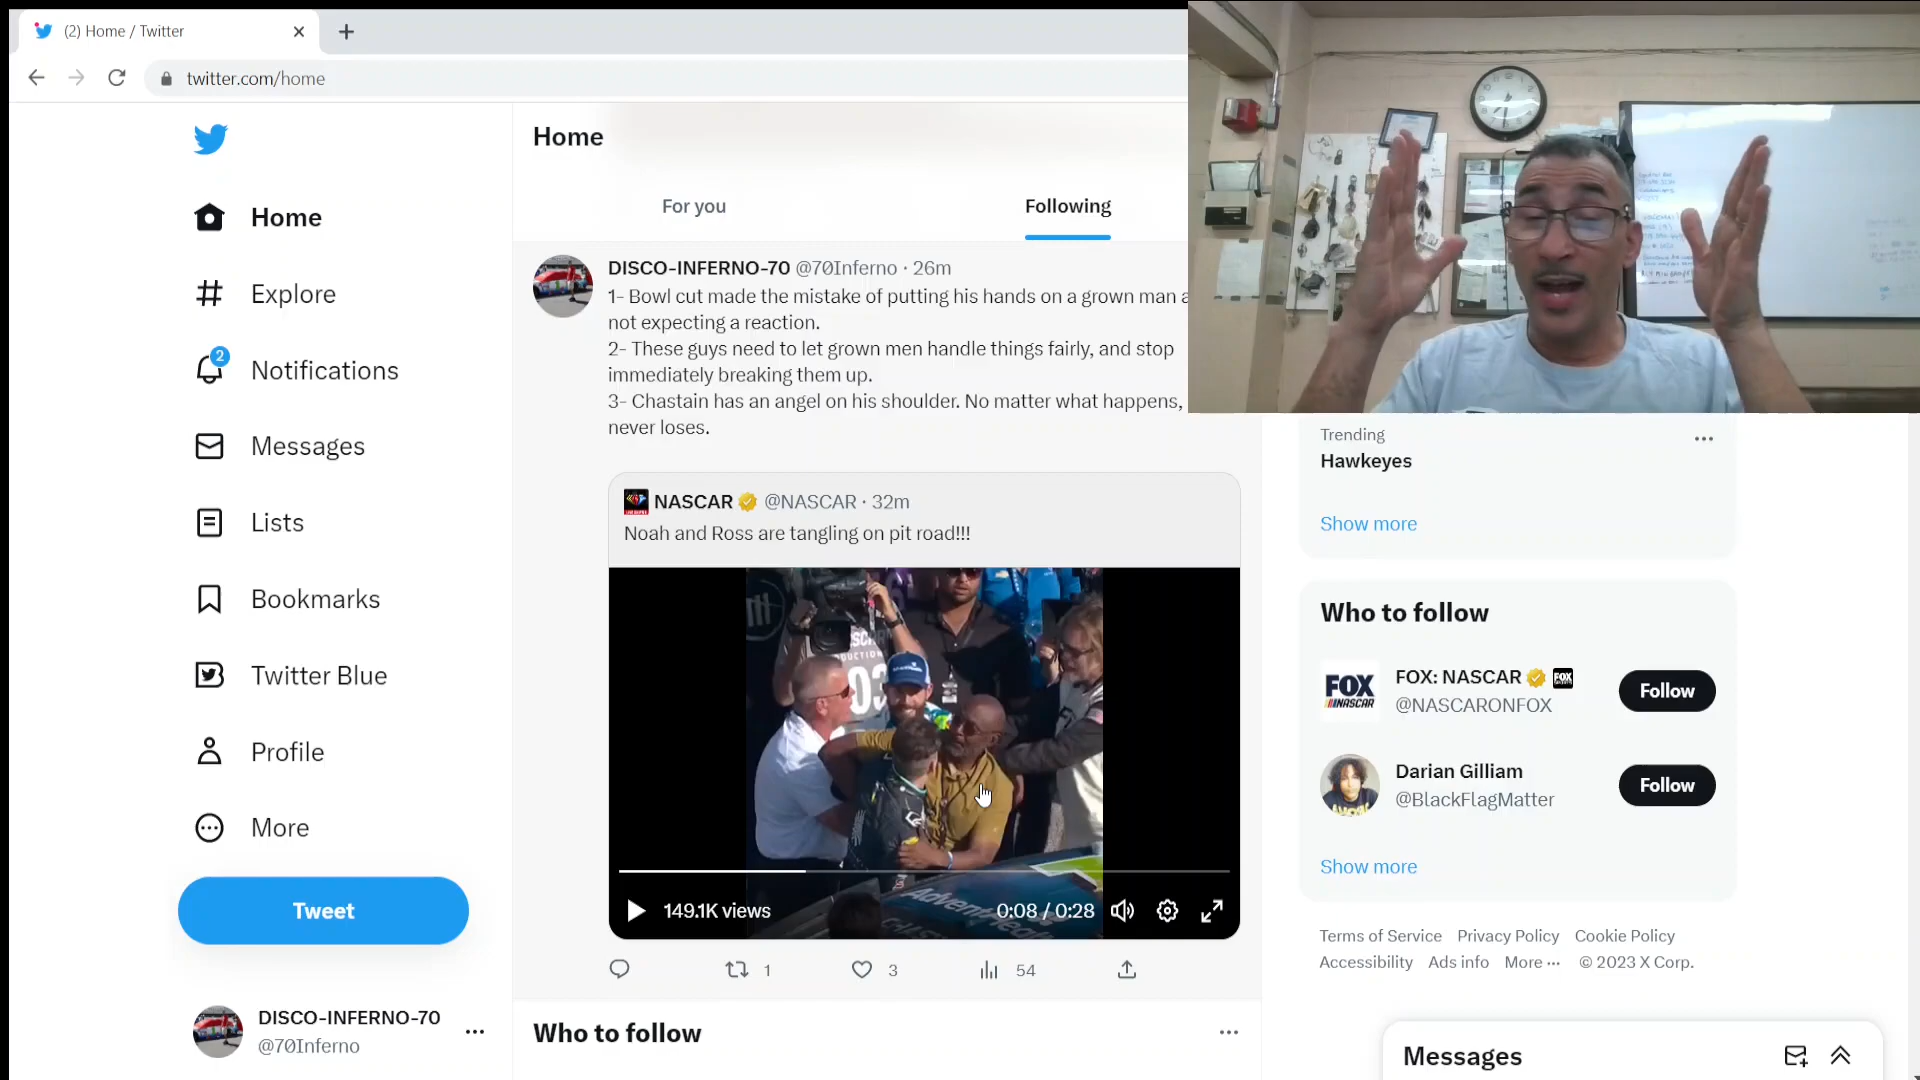 (2) Home / Twitter
twitter.com/home
Home
Explore
2
Notifications
Messages
Lists
Bookmarks
Twitter Blue
Profile
More
Tweet
DISCO-INFERNO-70
@70Inferno
Home
For you
Following
DISCO-INFERNO-70 @70Inferno · 26m
1- Bowl cut made the mistake of putting his hands on a grown man
not expecting a reaction.
2- These guys need to let grown men handle things fairly, and stop
immediately breaking them up.
3- Chastain has an angel on his shoulder. No matter what happens,
never loses.
NASCAR @NASCAR · 32m
Noah and Ross are tangling on pit road!!!
03
AdventHealth
149.1K views
0:08 / 0:28
1
3
54
Who to follow
Trending
Hawkeyes
Show more
Who to follow
FOX NASCAR
FOX: NASCAR
FOX
@NASCARONFOX
Follow
Darian Gilliam
@BlackFlagMatter
Follow
Show more
Terms of Service Privacy Policy Cookie Policy
Accessibility Ads info More ··· © 2023 X Corp.
Messages